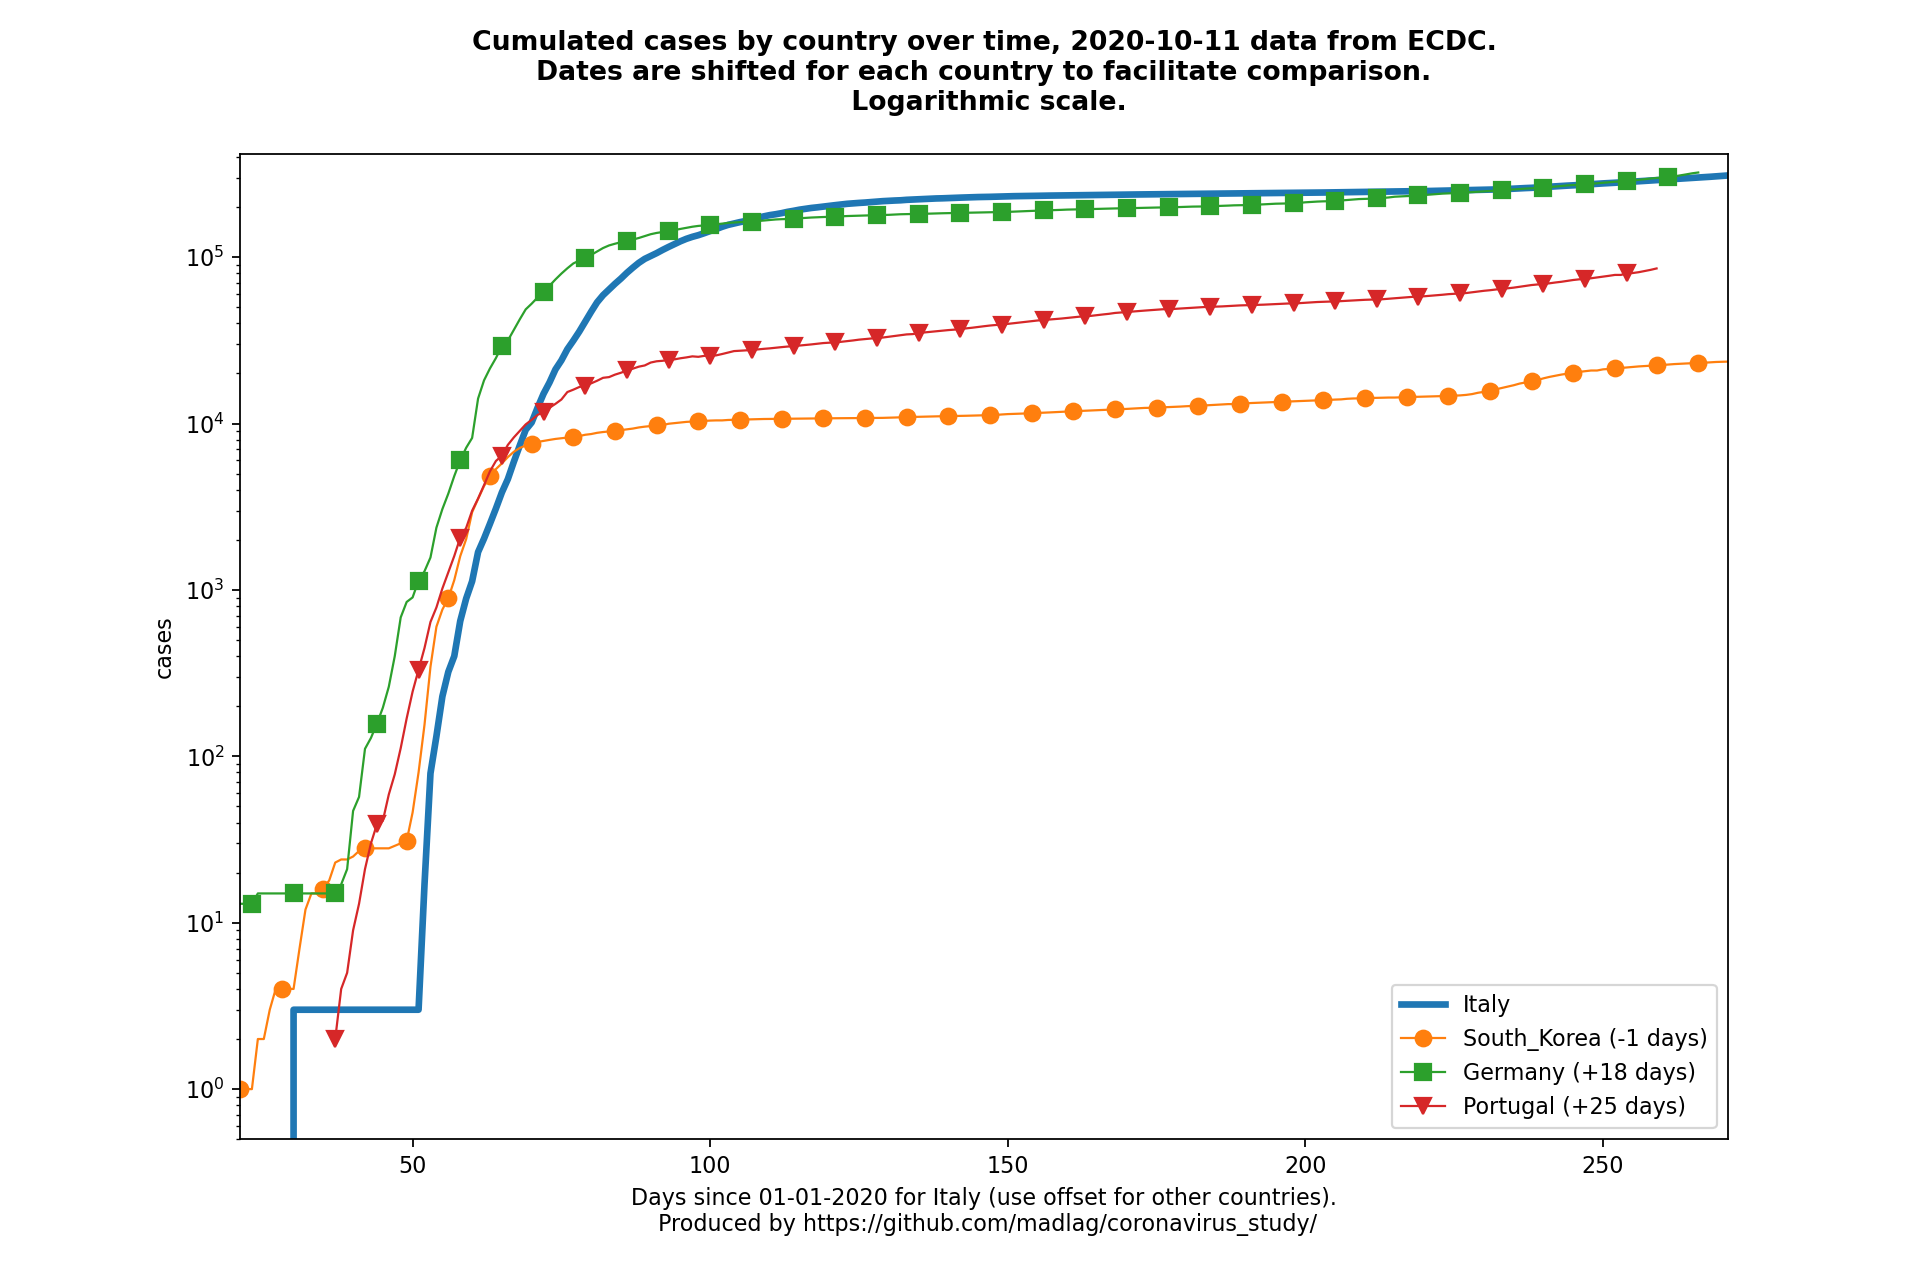 Cumulated cases by country over time, 2020-10-11 data from ECDC.
Dates are shifted for each country to facilitate comparison.
Logarithmic scale.
cases
10^5
10^4
10^3
10^2
10^1
10^0
50
100
150
200
250
Italy
South_Korea (-1 days)
Germany (+18 days)
Portugal (+25 days)
Days since 01-01-2020 for Italy (use offset for other countries).
Produced by https://github.com/madlag/coronavirus_study/